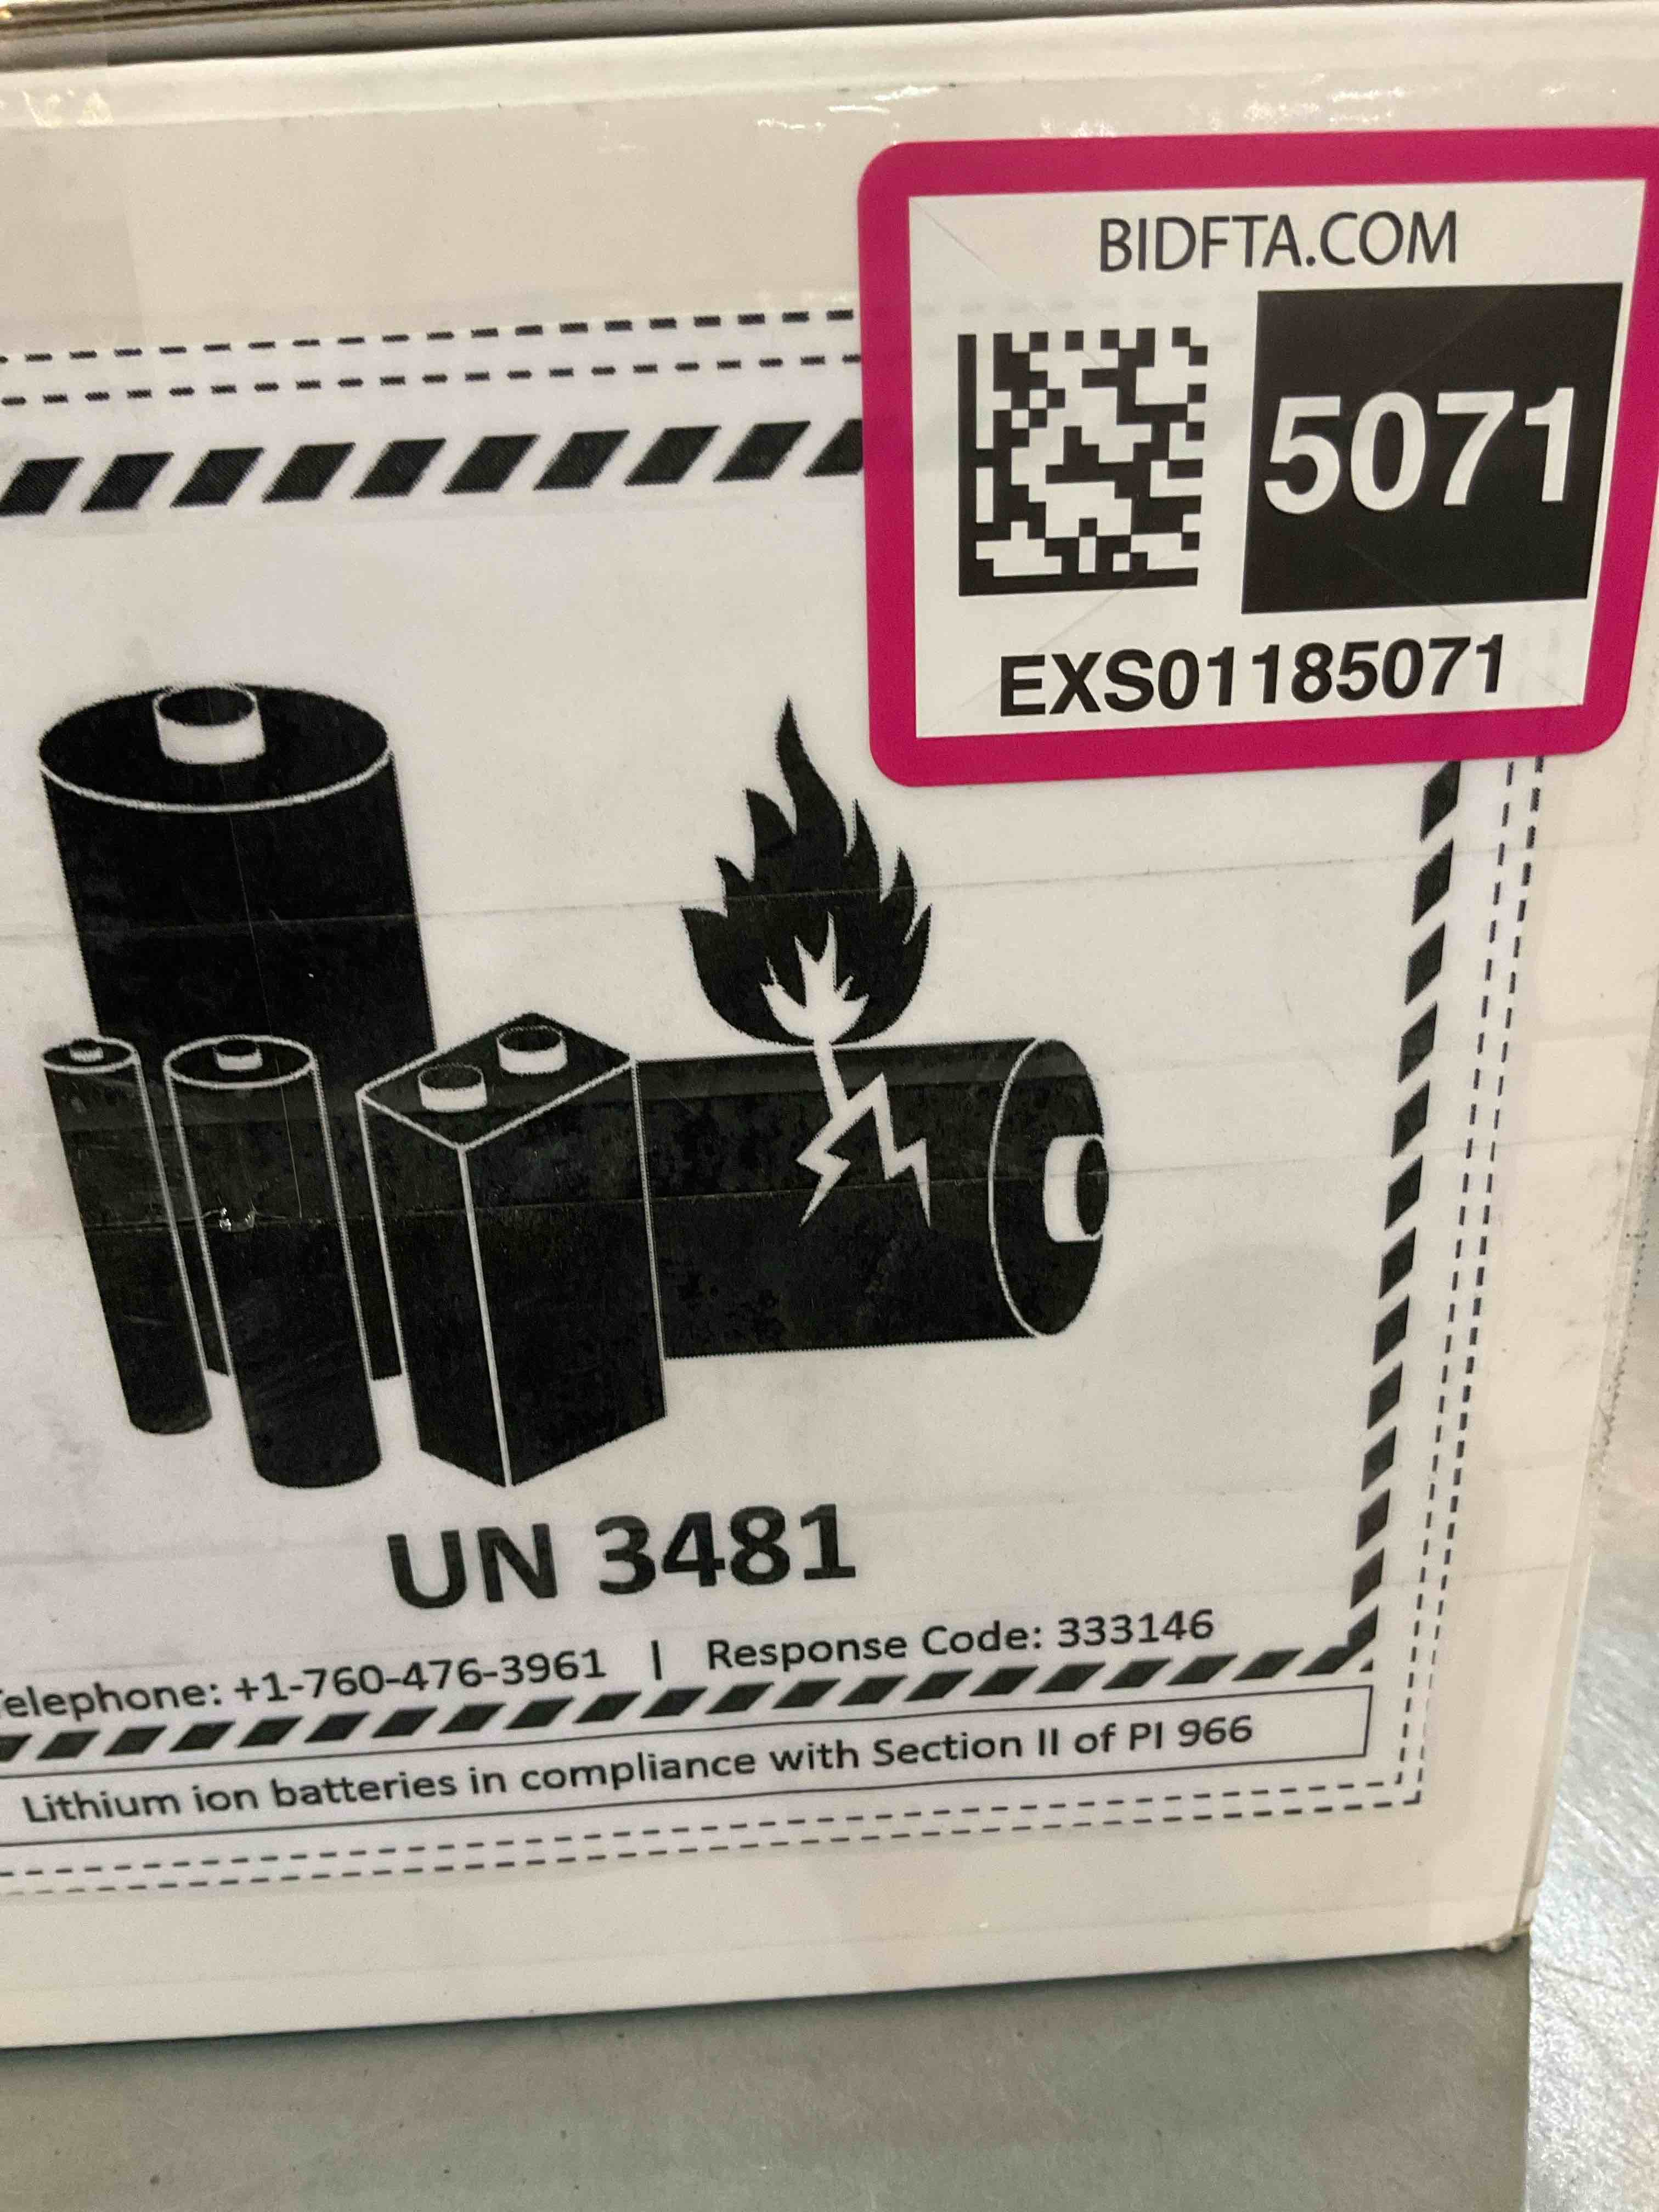 BIDFTA.COM
5071
EXS01185071
UN 3481
Telephone: +1-760-476-3961 | Response Code: 333146
Lithium ion batteries in compliance with Section II of PI 966